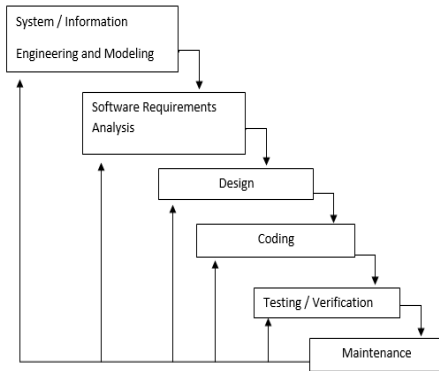 System / Information
Engineering and Modeling
Software Requirements
Analysis
Design
Coding
Testing / Verification
Maintenance